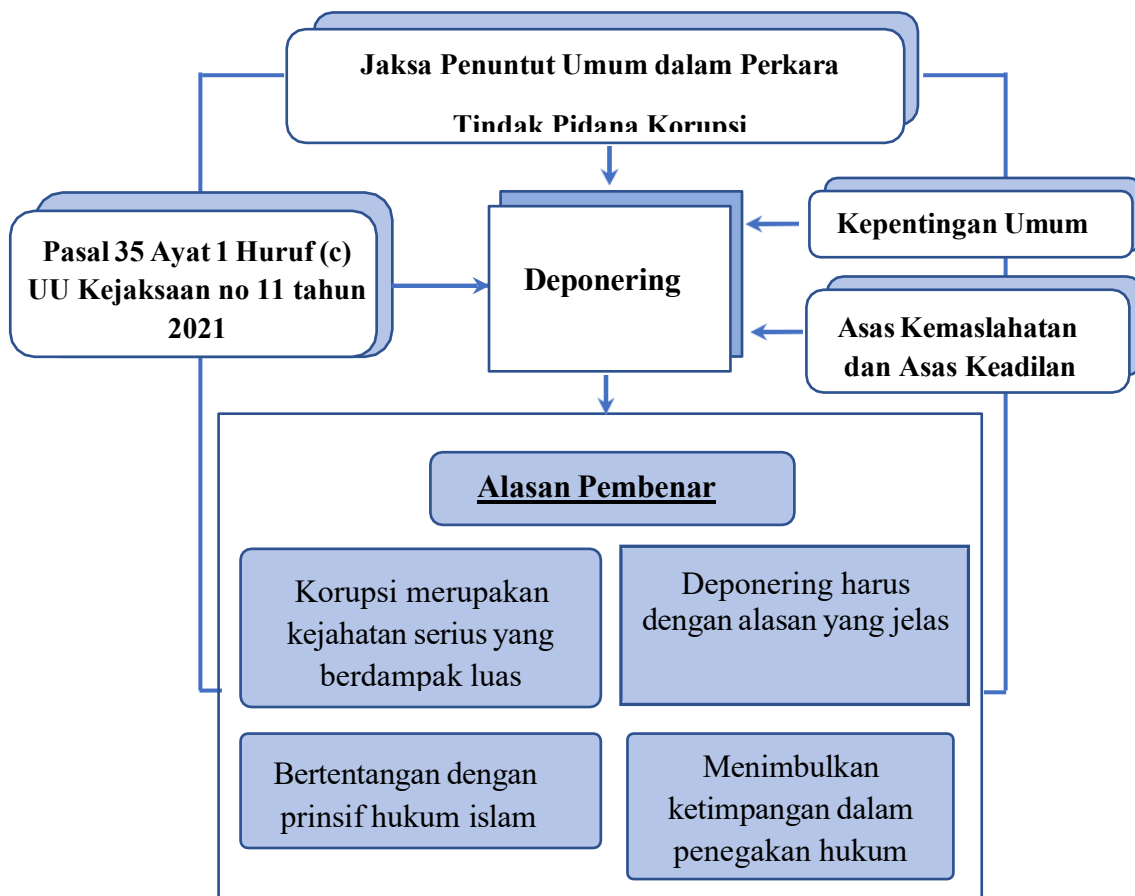 Jaksa Penuntut Umum dalam Perkara
Tindak Pidana Korupsi
Pasal 35 Ayat 1 Huruf (c)
UU Kejaksaan no 11 tahun
2021
Deponering
Kepentingan Umum
Asas Kemaslahatan
dan Asas Keadilan
Alasan Pembenar
Korupsi merupakan
kejahatan serius yang
berdampak luas
Deponering harus
dengan alasan yang jelas
Bertentangan dengan
prinsif hukum islam
Menimbulkan
ketimpangan dalam
penegakan hukum